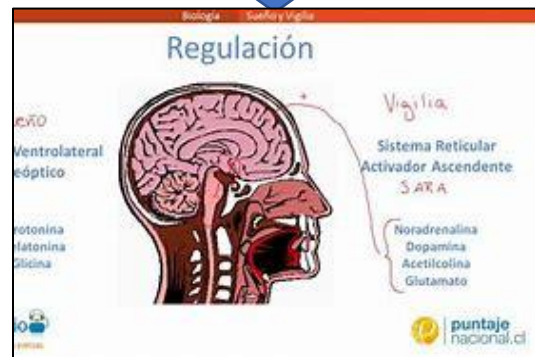 Biología Sueño y Vigilia
Regulación
eño
Ventrolateral
eóptico
rotonina
elatonina
Glicina
Vigilia
Sistema Reticular
Activador Ascendente
SARA
Noradrenalina
Dopamina
Acetilcolina
Glutamato
puntaje
nacional.cl